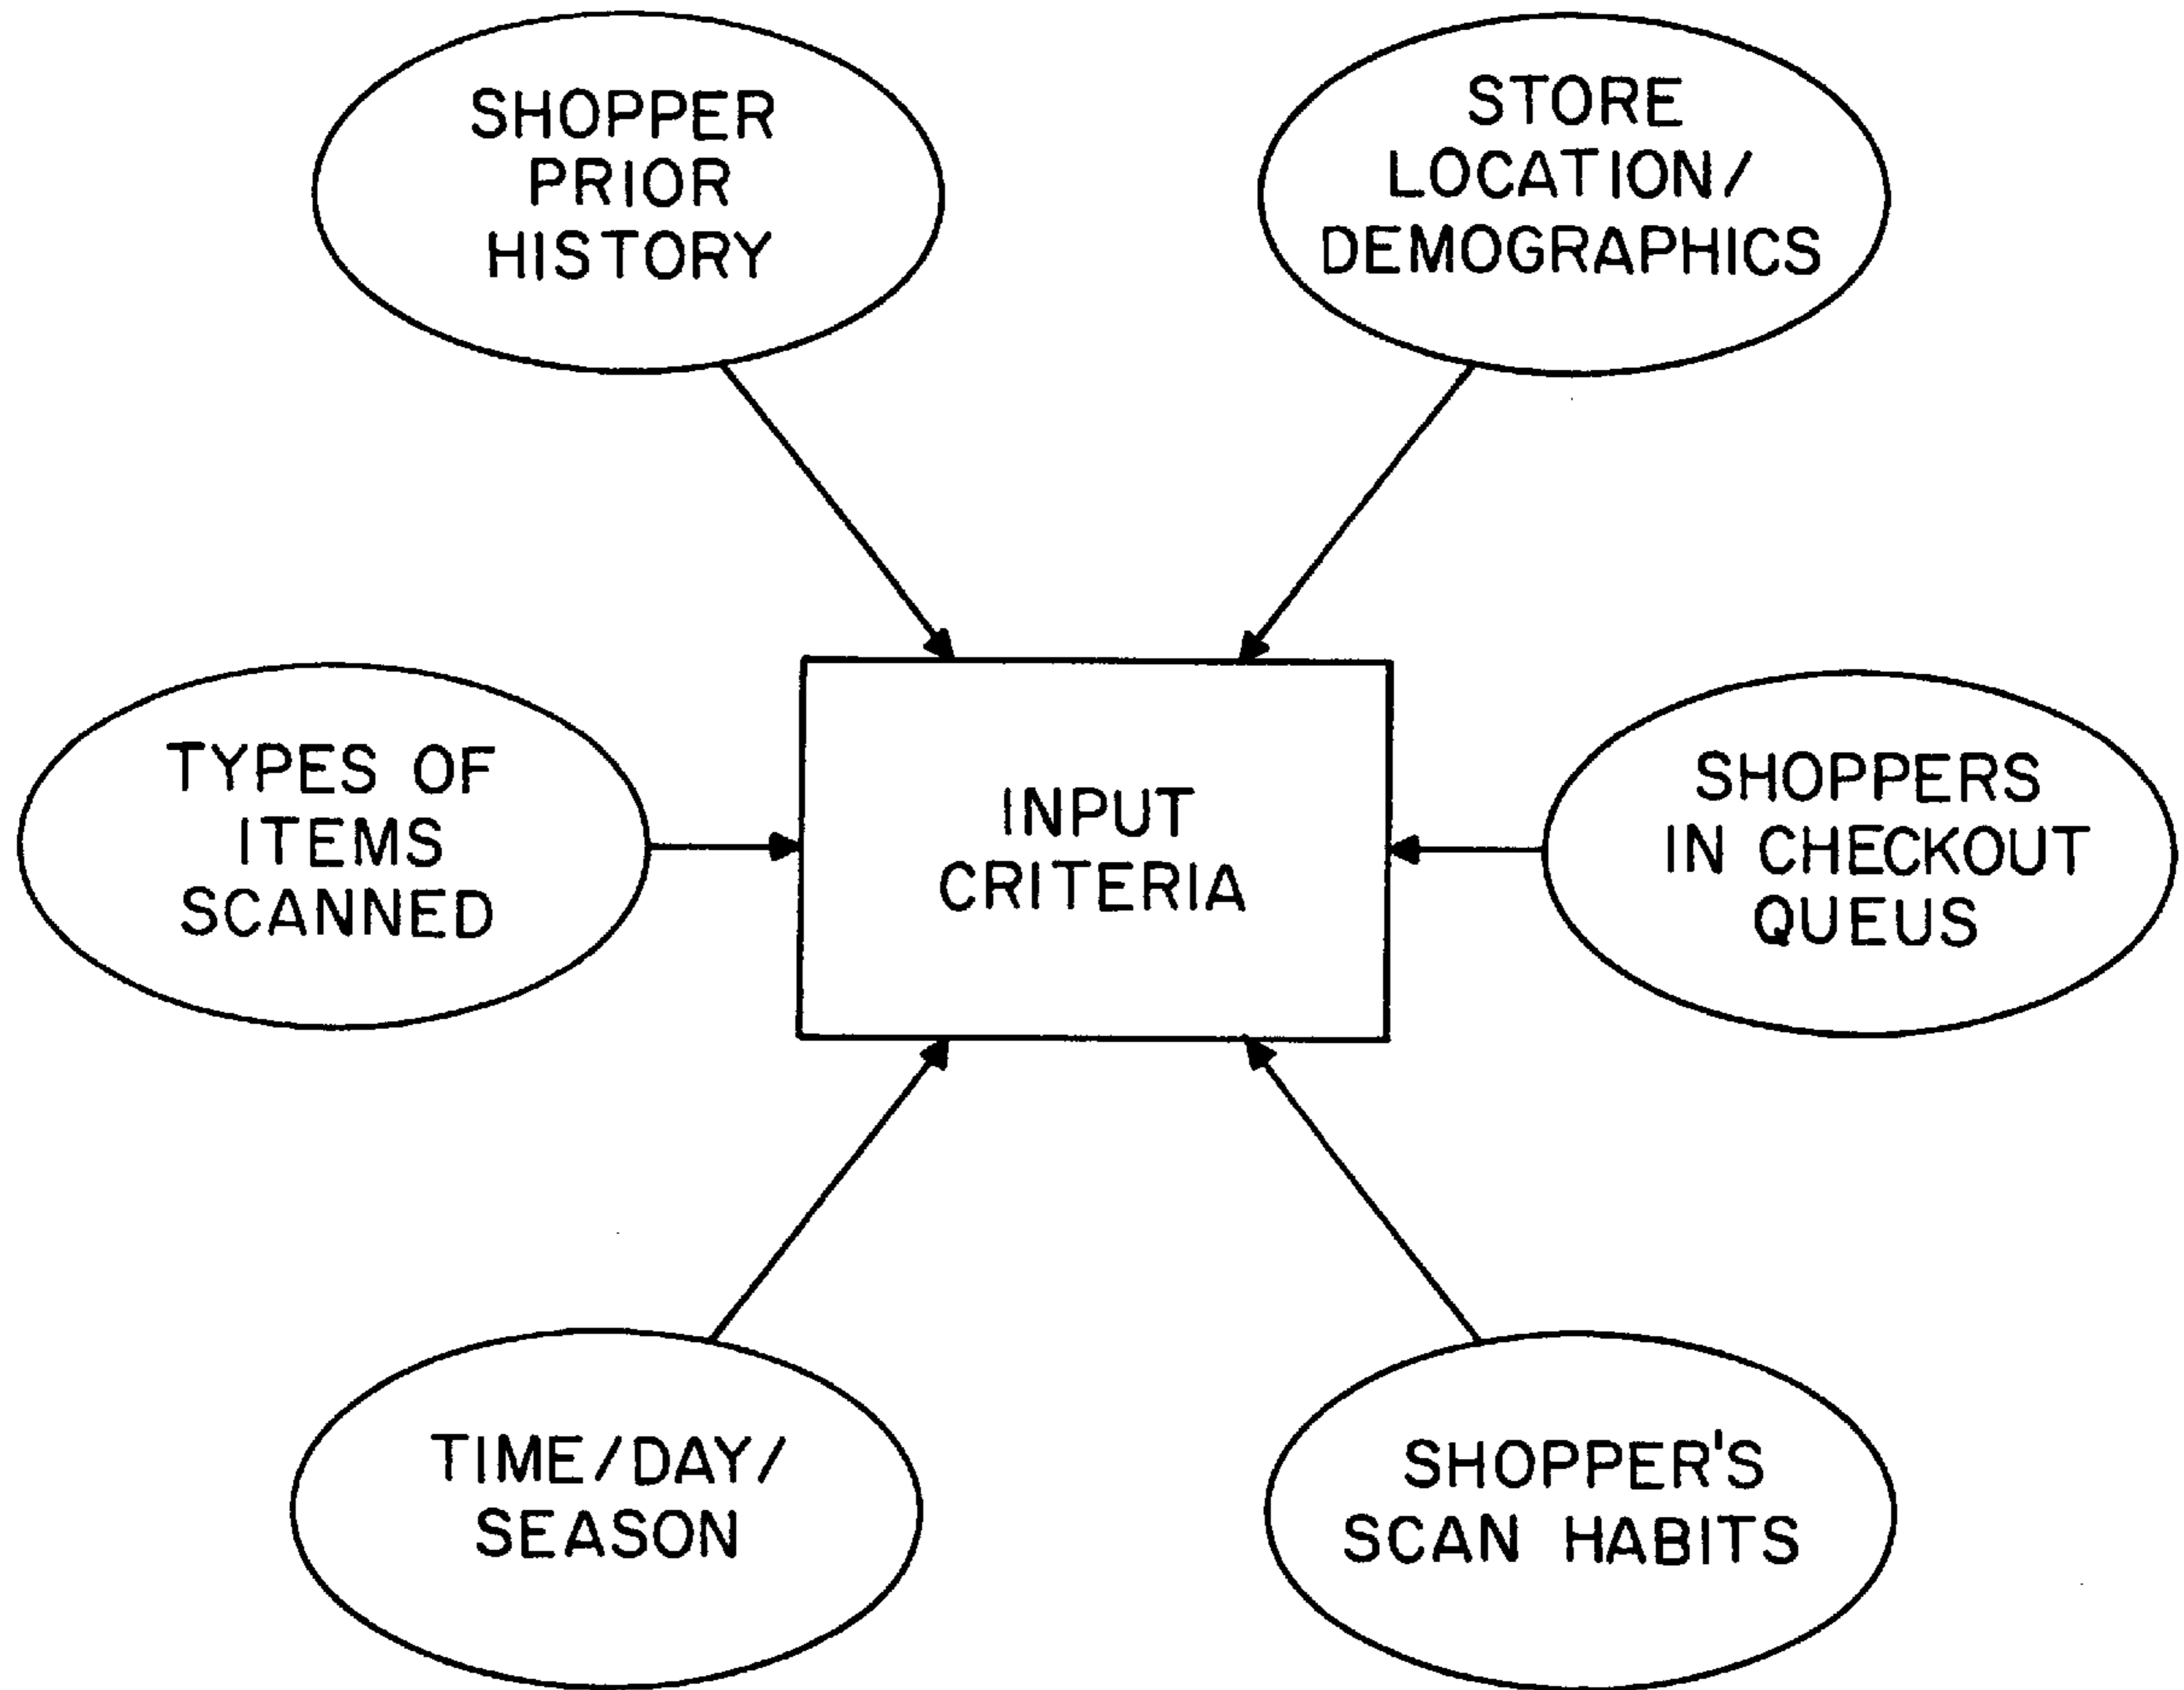 SHOPPER
PRIOR
HISTORY
STORE
LOCATION/
DEMOGRAPHICS
TYPES OF
ITEMS
SCANNED
INPUT
CRITERIA
SHOPPERS
IN CHECKOUT
QUEUS
TIME/DAY/
SEASON
SHOPPER'S
SCAN HABITS